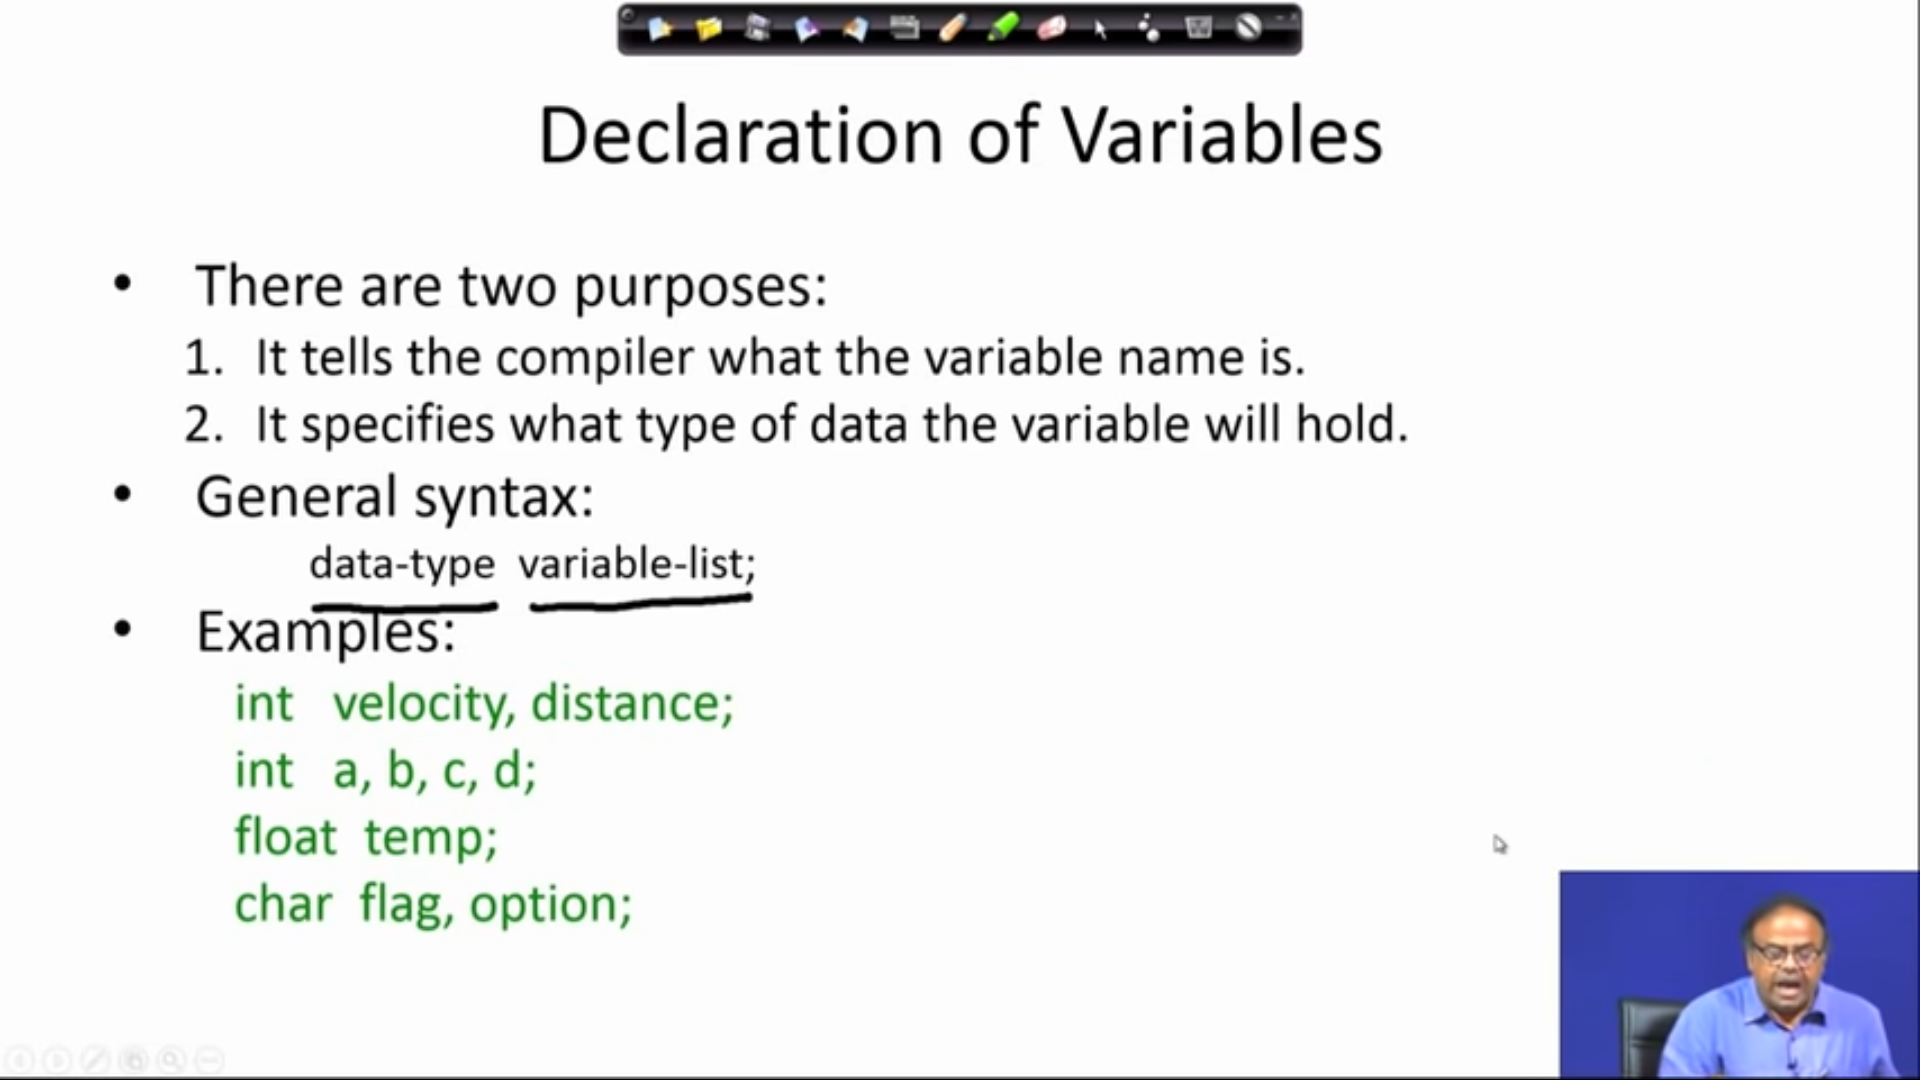 Declaration of Variables
• There are two purposes:
1. It tells the compiler what the variable name is.
2. It specifies what type of data the variable will hold.
• General syntax:
data-type variable-list;
• Examples:
int velocity, distance;
int a, b, c, d;
float temp;
char flag, option;